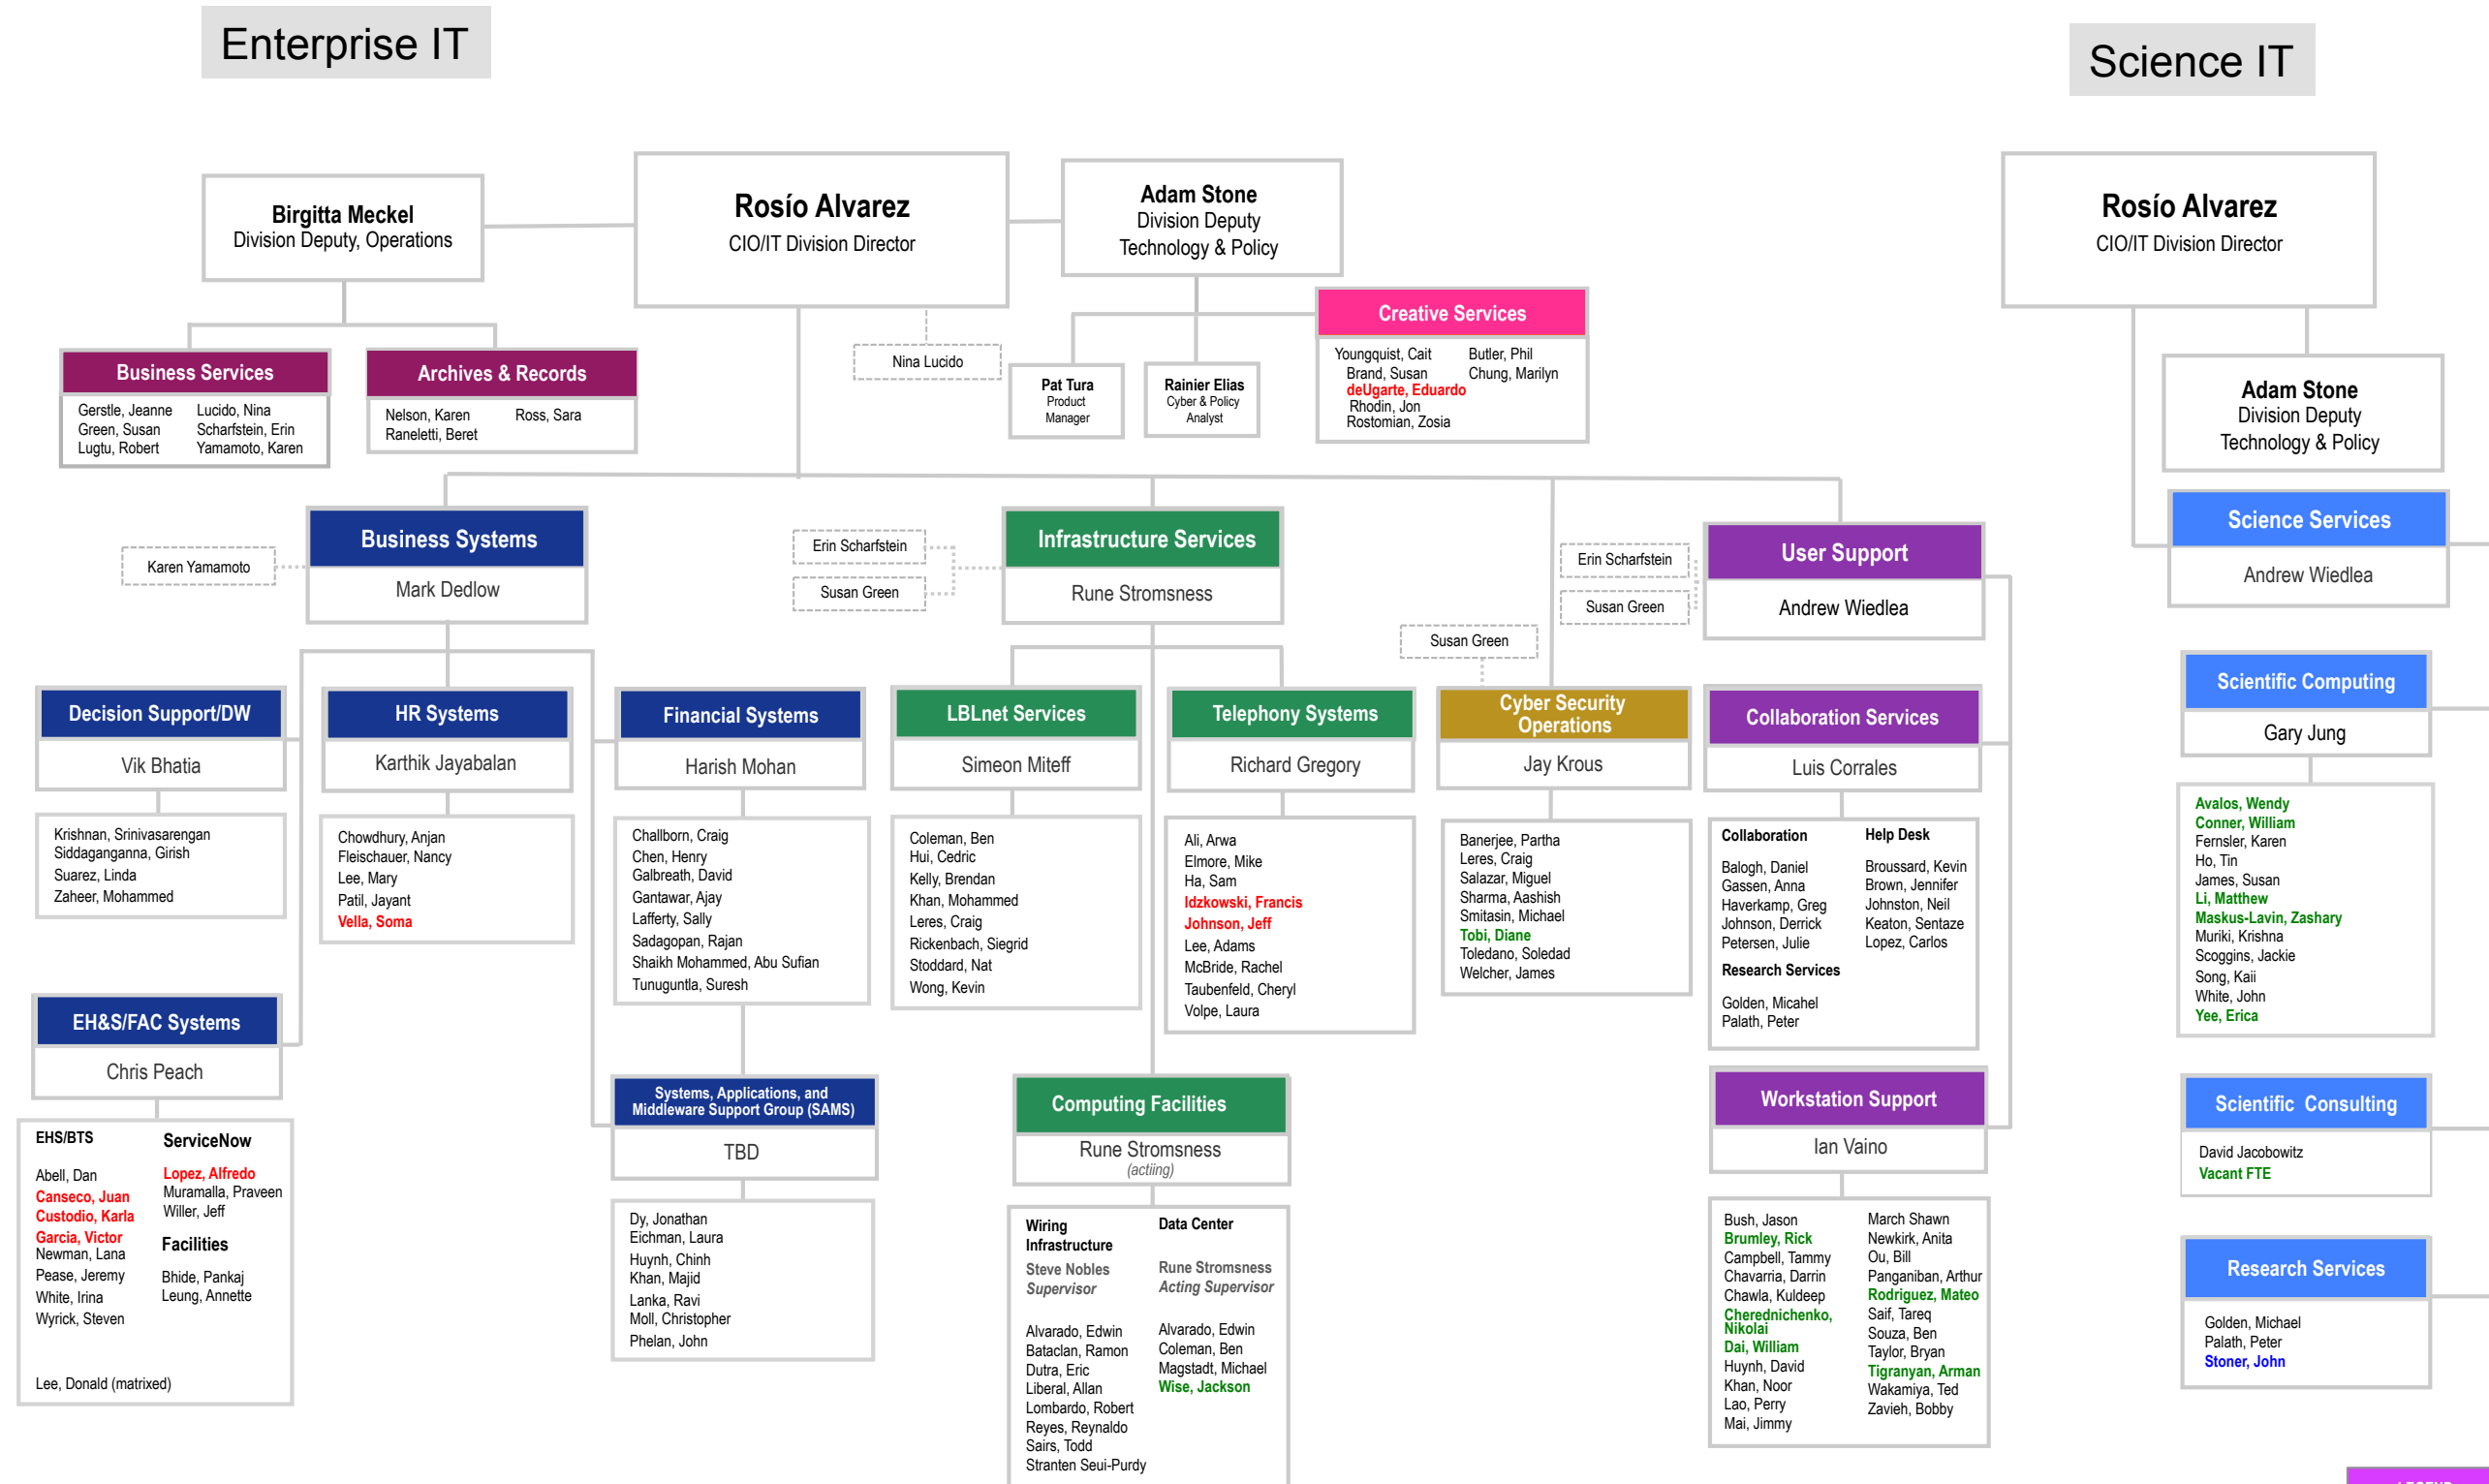 Enterprise IT
Science IT
Birgitta Meckel
Division Deputy, Operations
Rosío Alvarez
CIO/IT Division Director
Adam Stone
Division Deputy
Technology & Policy
Rosío Alvarez
CIO/IT Division Director
Business Services
Gerstle, Jeanne
Green, Susan
Lugtu, Robert
Lucido, Nina
Scharfstein, Erin
Yamamoto, Karen
Archives & Records
Nelson, Karen
Raneletti, Beret
Ross, Sara
Nina Lucido
Pat Tura
Product
Manager
Rainier Elias
Cyber & Policy
Analyst
Creative Services
Youngquist, Cait
Brand, Susan
deUgarte, Eduardo
Rhodin, Jon
Rostomian, Zosia
Butler, Phil
Chung, Marilyn
Adam Stone
Division Deputy
Technology & Policy
Karen Yamamoto
Business Systems
Mark Dedlow
Erin Scharfstein
Susan Green
Infrastructure Services
Rune Stromsness
Erin Scharfstein
Susan Green
User Support
Andrew Wiedlea
Science Services
Andrew Wiedlea
Susan Green
Decision Support/DW
Vik Bhatia
Krishnan, Srinivasarengan
Siddaganganna, Girish
Suarez, Linda
Zaheer, Mohammed
HR Systems
Karthik Jayabalan
Chowdhury, Anjan
Fleischauer, Nancy
Lee, Mary
Patil, Jayant
Vella, Soma
Financial Systems
Harish Mohan
Challborn, Craig
Chen, Henry
Galbreath, David
Gantawar, Ajay
Lafferty, Sally
Sadagopan, Rajan
Shaikh Mohammed, Abu Sufian
Tunuguntla, Suresh
LBLnet Services
Simeon Miteff
Coleman, Ben
Hui, Cedric
Kelly, Brendan
Khan, Mohammed
Leres, Craig
Rickenbach, Siegrid
Stoddard, Nat
Wong, Kevin
Telephony Systems
Richard Gregory
Ali, Arwa
Elmore, Mike
Ha, Sam
Idzkowski, Francis
Johnson, Jeff
Lee, Adams
McBride, Rachel
Taubenfeld, Cheryl
Volpe, Laura
Cyber Security
Operations
Jay Krous
Banerjee, Partha
Leres, Craig
Salazar, Miguel
Sharma, Aashish
Smitasin, Michael
Tobi, Diane
Toledano, Soledad
Welcher, James
Collaboration Services
Luis Corrales
Collaboration
Balogh, Daniel
Gassen, Anna
Haverkamp, Greg
Johnson, Derrick
Petersen, Julie
Research Services
Golden, Micahel
Palath, Peter
Help Desk
Broussard, Kevin
Brown, Jennifer
Johnston, Neil
Keaton, Sentaze
Lopez, Carlos
Scientific Computing
Gary Jung
Avalos, Wendy
Conner, William
Fernsler, Karen
Ho, Tin
James, Susan
Li, Matthew
Maskus-Lavin, Zashary
Muriki, Krishna
Scoggins, Jackie
Song, Kaii
White, John
Yee, Erica
EH&S/FAC Systems
Chris Peach
EHS/BTS
Abell, Dan
Canseco, Juan
Custodio, Karla
Garcia, Victor
Newman, Lana
Pease, Jeremy
White, Irina
Wyrick, Steven
Lee, Donald (matrixed)
ServiceNow
Lopez, Alfredo
Muramalla, Praveen
Willer, Jeff
Facilities
Bhide, Pankaj
Leung, Annette
Systems, Applications, and
Middleware Support Group (SAMS)
TBD
Dy, Jonathan
Eichman, Laura
Huynh, Chinh
Khan, Majid
Lanka, Ravi
Moll, Christopher
Phelan, John
Computing Facilities
Rune Stromsness
(actiing)
Wiring
Infrastructure
Steve Nobles
Supervisor
Alvarado, Edwin
Bataclan, Ramon
Dutra, Eric
Liberal, Allan
Lombardo, Robert
Reyes, Reynaldo
Sairs, Todd
Stranten Seui-Purdy
Data Center
Rune Stromsness
Acting Supervisor
Alvarado, Edwin
Coleman, Ben
Magstadt, Michael
Wise, Jackson
Workstation Support
Ian Vaino
Bush, Jason
Brumley, Rick
Campbell, Tammy
Chavarria, Darrin
Chawla, Kuldeep
Cherednichenko,
Nikolai
Dai, William
Huynh, David
Khan, Noor
Lao, Perry
Mai, Jimmy
March Shawn
Newkirk, Anita
Ou, Bill
Panganiban, Arthur
Rodriguez, Mateo
Saif, Tareq
Souza, Ben
Taylor, Bryan
Tigranyan, Arman
Wakamiya, Ted
Zavieh, Bobby
Scientific Consulting
David Jacobowitz
Vacant FTE
Research Services
Golden, Michael
Palath, Peter
Stoner, John
LEGEND